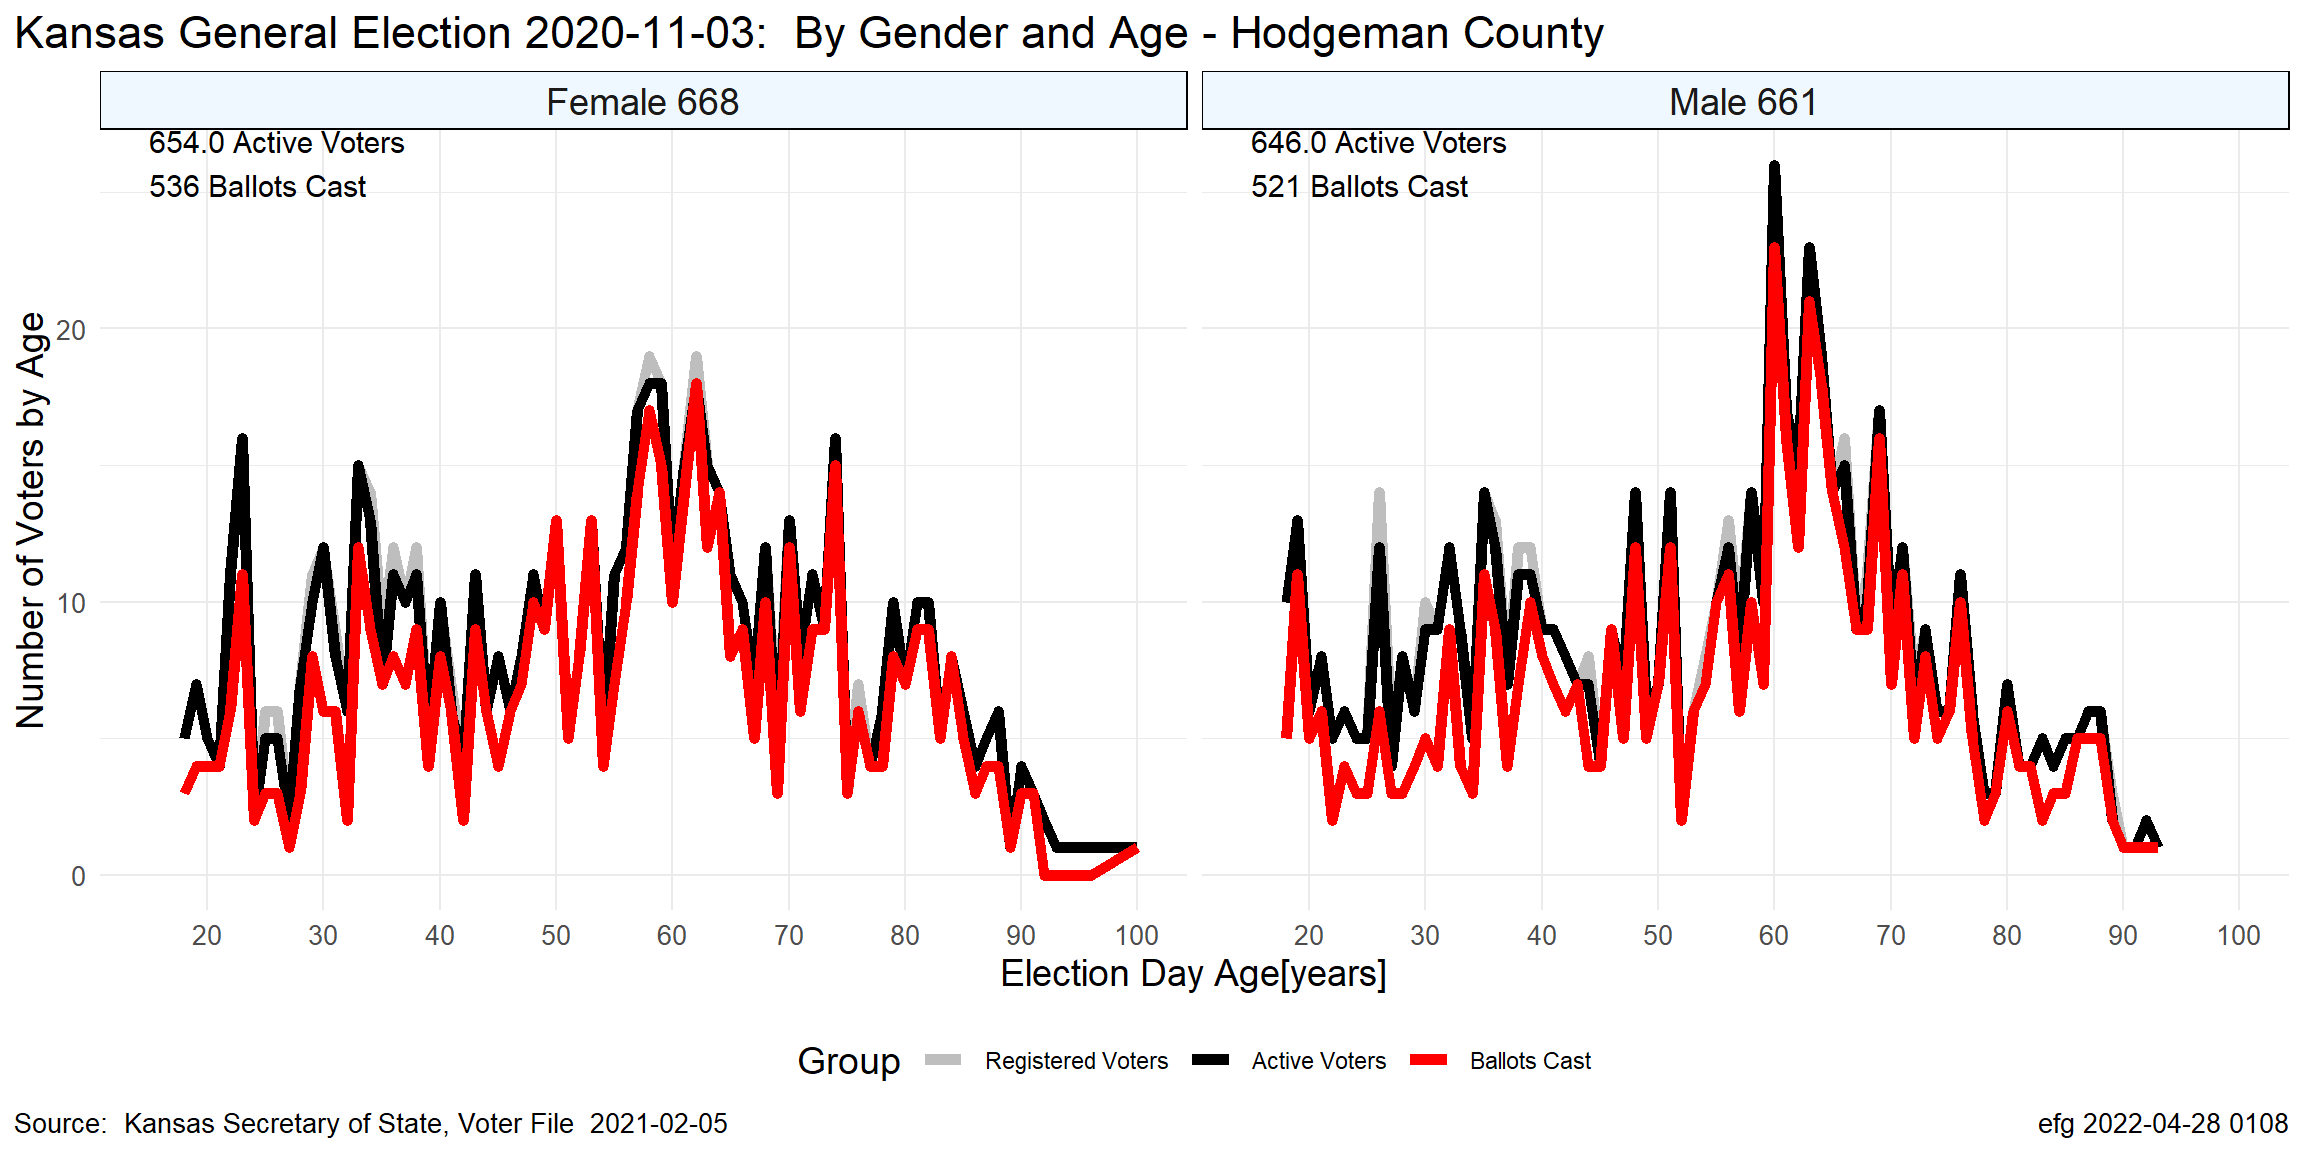 Kansas General Election 2020-11-03:  By Gender and Age - Hodgeman County
Female 668
Male 661
654.0 Active Voters
536 Ballots Cast
646.0 Active Voters
521 Ballots Cast
Number of Voters by Age
20
10
0
20 30 40 50 60 70 80 90 100
20 30 40 50 60 70 80 90 100
Election Day Age[years]
Group Registered Voters Active Voters Ballots Cast
Source:  Kansas Secretary of State, Voter File  2021-02-05
efg 2022-04-28 0108